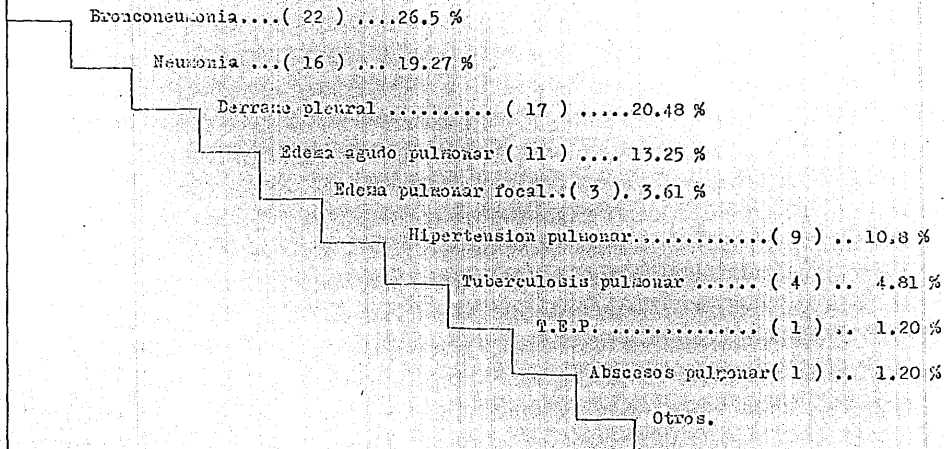 Bronconeumonia....( 22 ) ....26.5 %
Neumonia ...( 16 ) ... 19.27 %
Derrame pleural .......... ( 17 ) .....20.48 %
Edema agudo pulmonar ( 11 ) .... 13.25 %
Edema pulmonar focal..( 3 ). 3.61 %
Hipertension pulmonar.............( 9 ) .. 10,8 %
Tuberculosis pulmonar ...... ( 4 ) .. 4.81 %
T.E.P. .............. ( 1 ) .. 1.20 %
Abscesos pulmonar( 1 ) .. 1.20 %
Otros.